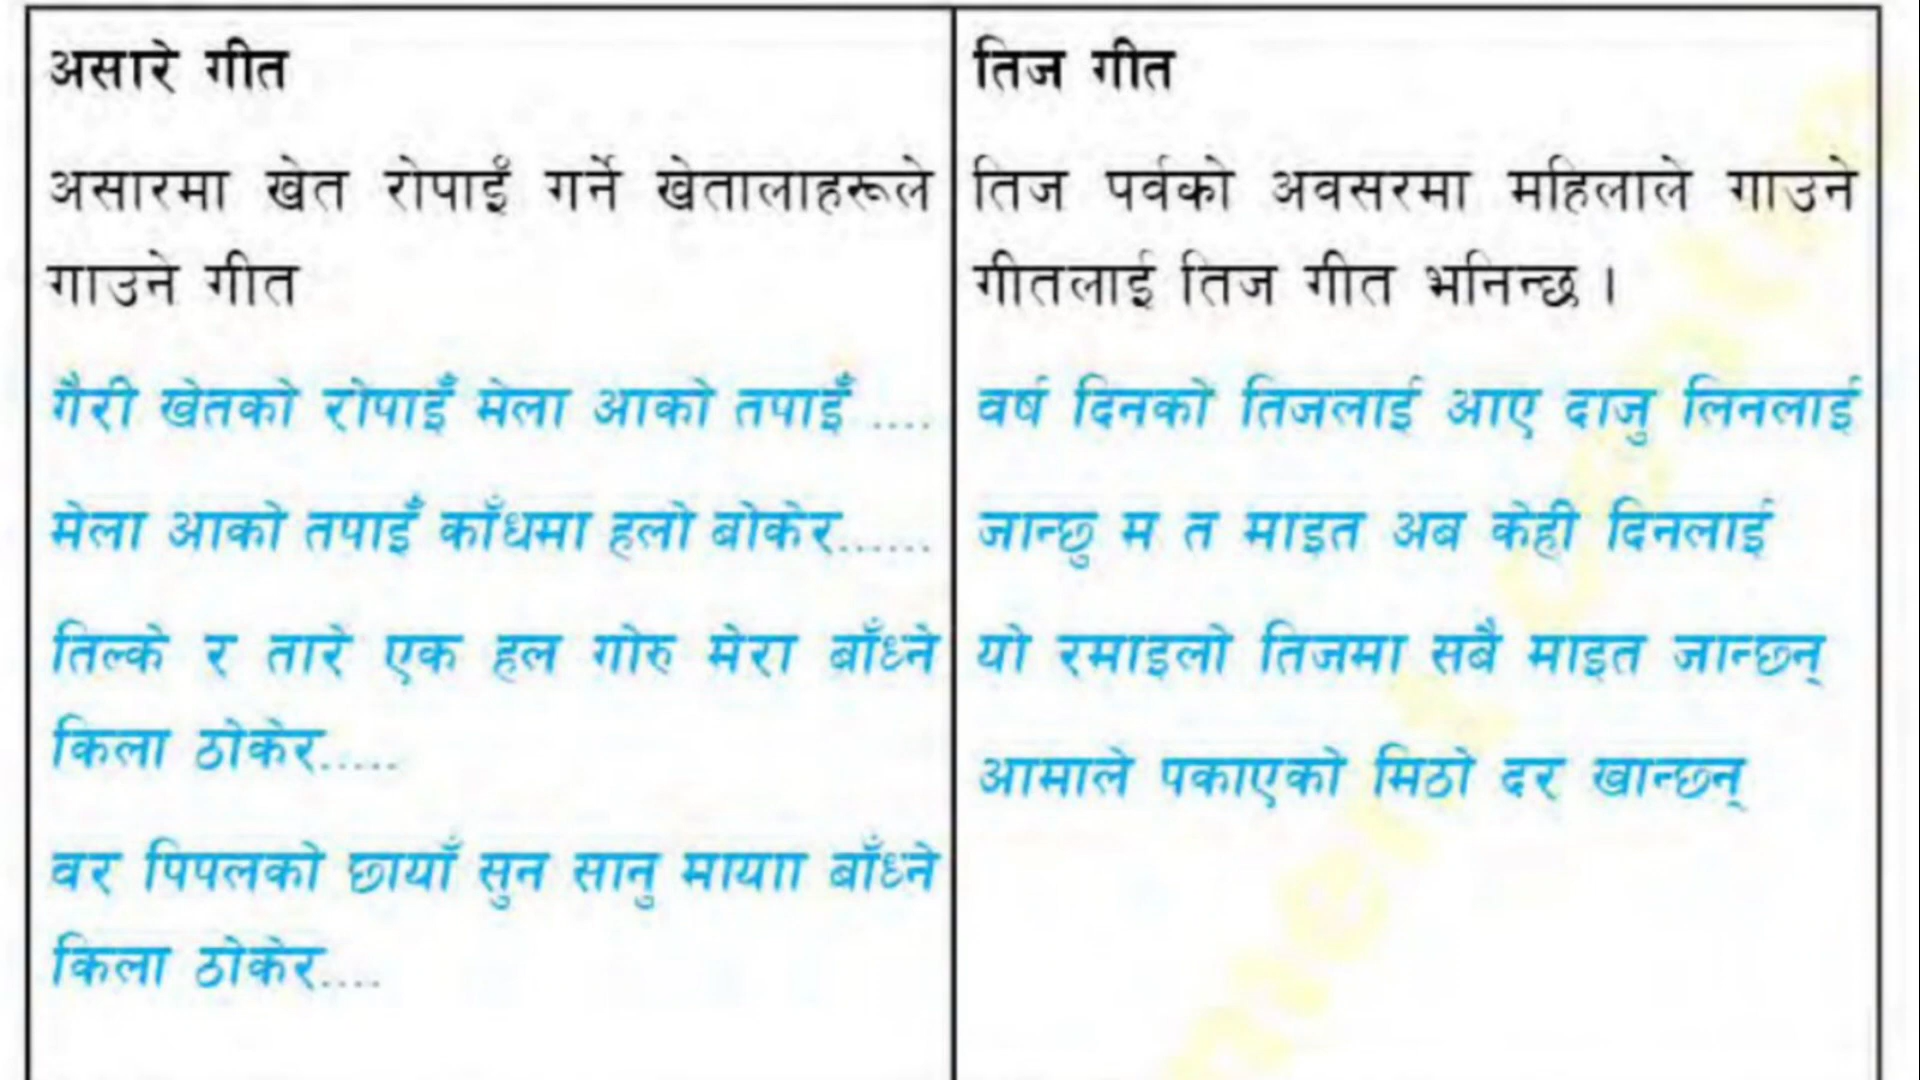 असारे गीत
असारमा खेत रोपाइँ गर्ने खेतालाहरूले
गाउने गीत
गैरी खेतको रोपाइँ मेला आको तपाइँ ....
मेला आको तपाइँ काँधमा हलो बोकेर......
तिल्के र तारे एक हल गोरु मेरा बाँध्ने
किला ठोकेर.....
वर पिपलको छायाँ सुन सानु मायाा बाँध्ने
किला ठोकेर....
तिज गीत
तिज पर्वको अवसरमा महिलाले गाउने
गीतलाई तिज गीत भनिन्छ ।
वर्ष दिनको तिजलाई आए दाजु लिनलाई
जान्छु म त माइत अब केही दिनलाई
यो रमाइलो तिजमा सबै माइत जान्छन्
आमाले पकाएको मिठो दर खान्छन्